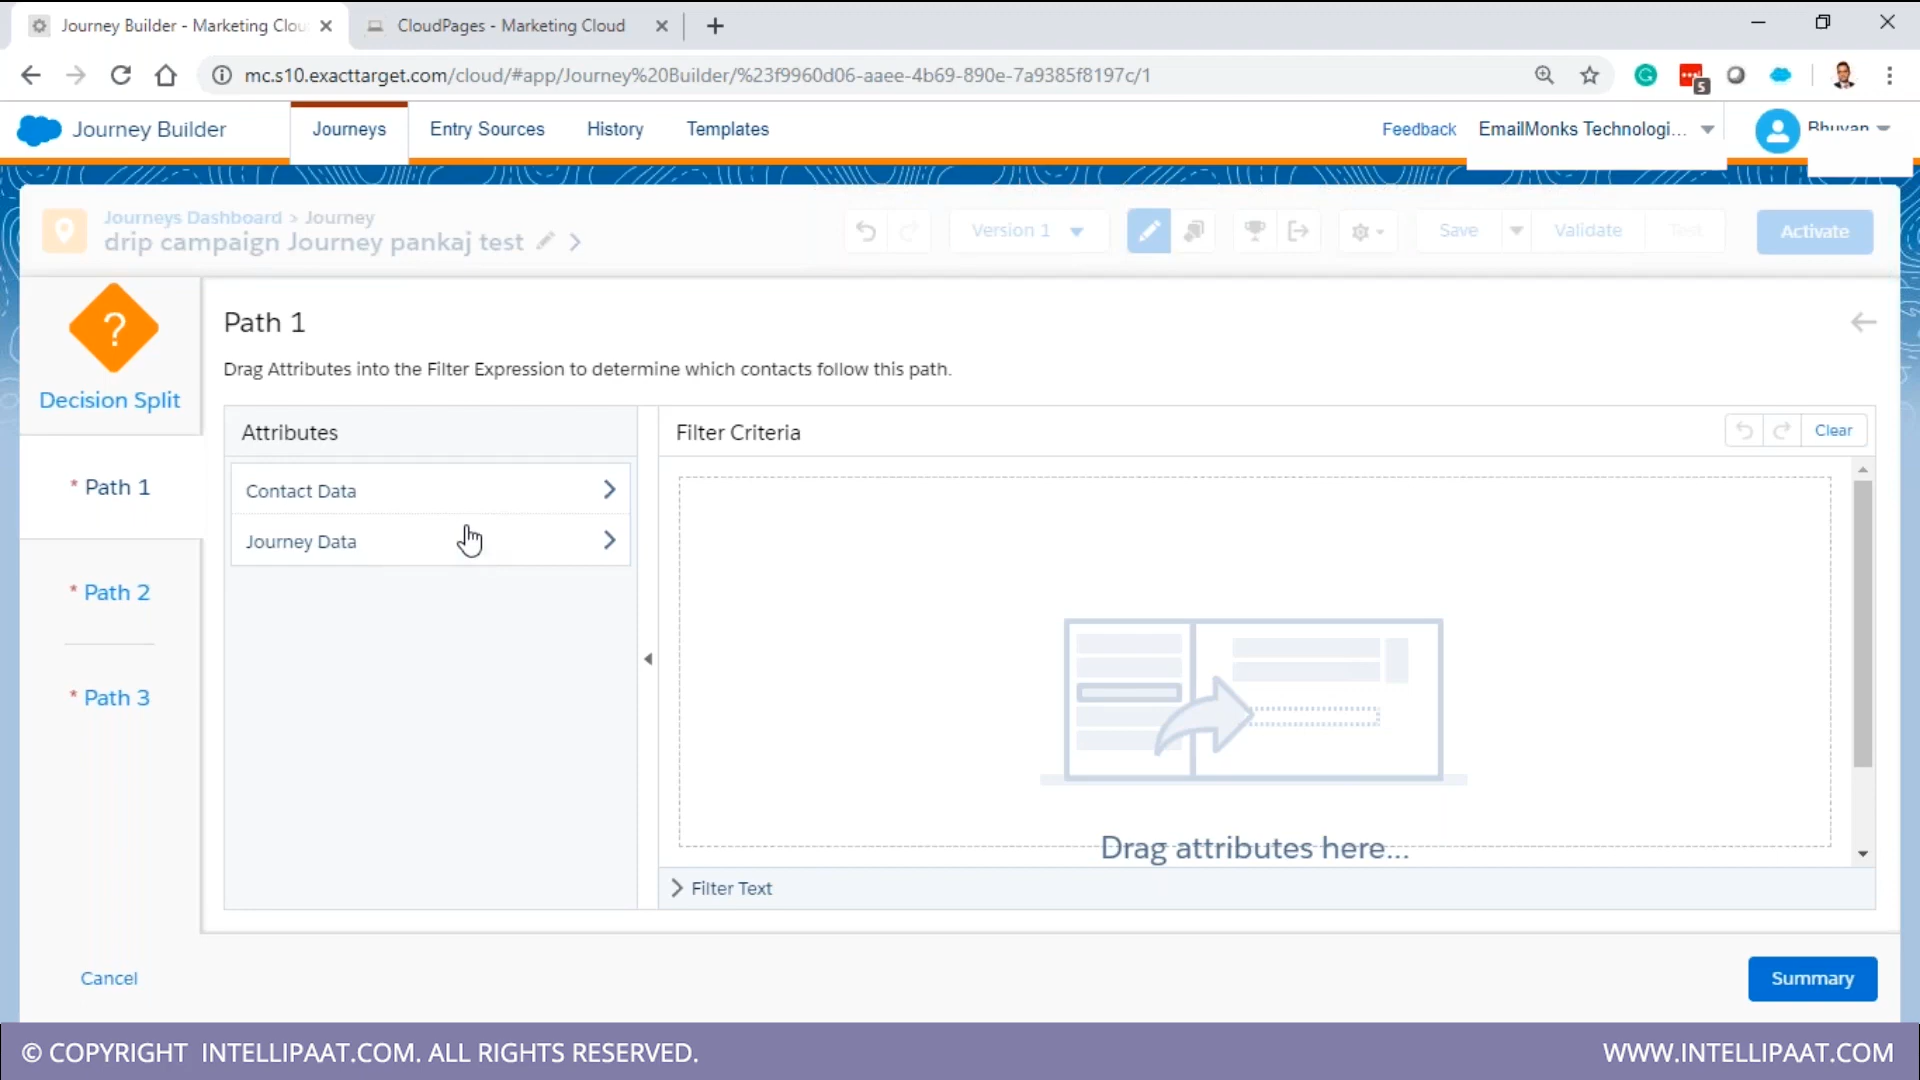 Journey Builder - Marketing Clou
CloudPages - Marketing Cloud
mc.s10.exacttarget.com/cloud/#app/Journey%20Builder/%23f9960d06-aaee-4b69-890e-7a9385f8197c/1
S
Journey Builder
Journeys
Entry Sources
History
Templates
Feedback
EmailMonks Technologi...
Bhuvan
Journeys Dashboard > Journey
drip campaign Journey pankaj test
Version 1
Save
Validate
Test
Activate
?
Decision Split
* Path 1
* Path 2
* Path 3
Path 1
Drag Attributes into the Filter Expression to determine which contacts follow this path.
Attributes
Contact Data
Journey Data
Filter Criteria
Clear
Drag attributes here...
Filter Text
Cancel
Summary
© COPYRIGHT INTELLIPAAT.COM. ALL RIGHTS RESERVED.
WWW.INTELLIPAAT.COM